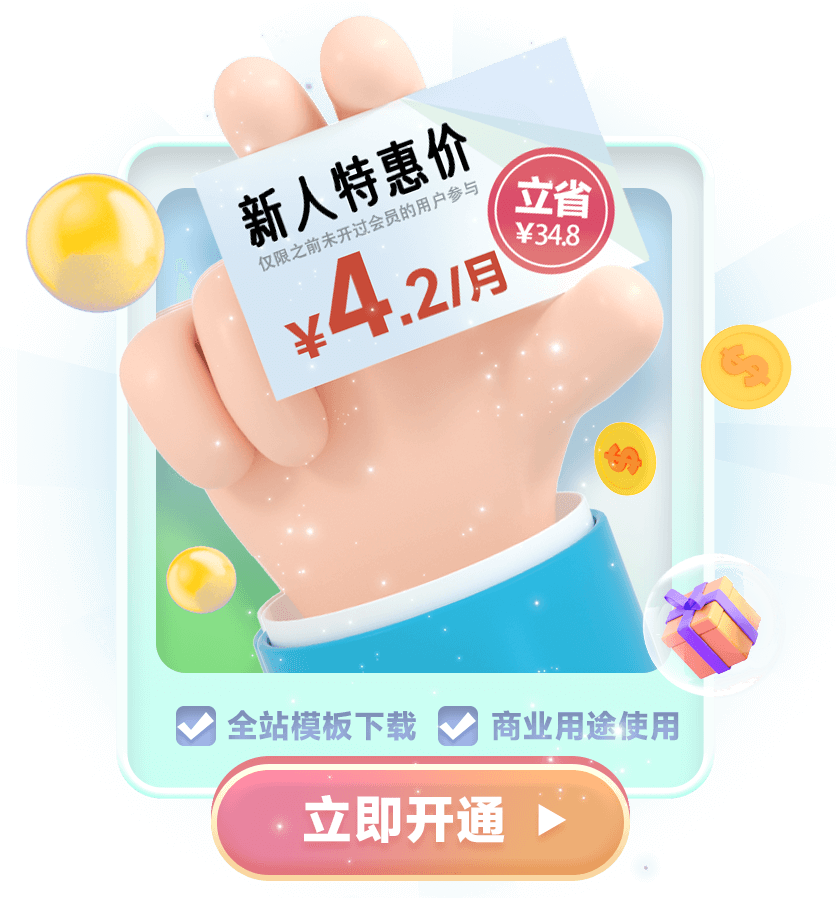 新人特惠价
仅限之前未开过会员的用户参与
¥4.2/月
立省
¥34.8
全站模板下载
商业用途使用
立即开通